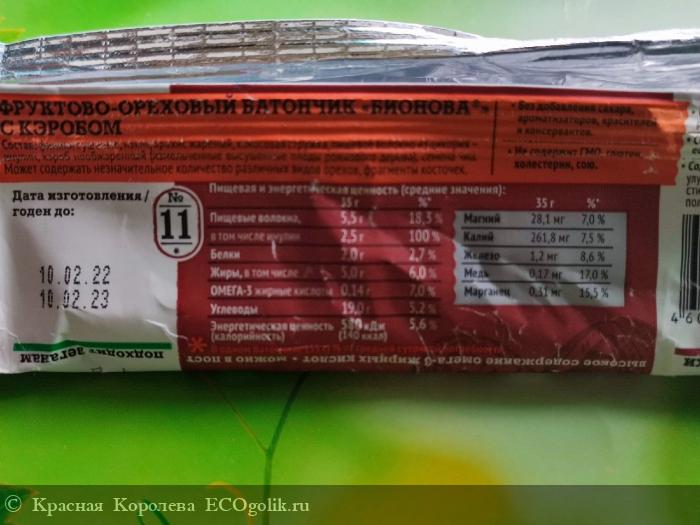 ФРУКТОВО-ОРЕХОВЫЙ БАТОНЧИК «БИОНОВА®»
С КЭРОБОМ
Может содержать незначительное количество различных видов орехов, фрагменты косточек.
• Без добавления сахара,
ароматизаторов, красителей
и консервантов.
• Не содержит ГМО, глютен,
холестерин, сою.
Дата изготовления /
годен до:
10.02.22
10.02.23
подходит веганам
№
11
Пищевая и энергетическая ценность (средние значения):
35 г %*
Пищевые волокна, 5,5 г 18,3 %
в том числе инулин 2,5 г 100 %
Белки 2,0 г 2,7 %
Жиры, в том числе 5,0 г 6,0 %
ОМЕГА-3 жирные кислоты 0,14 г 7,0 %
Углеводы 19,0 г 5,2 %
Энергетическая ценность кДж 5,6 %
(калорийность) (140 ккал)
35 г %*
Магний 28,1 мг 7,0 %
Калий 261,8 мг 7,5 %
Железо 1,2 мг 8,6 %
Медь 0,17 мг 17,0 %
Марганец 0,31 мг 15,5 %
высокое содержание омега-3 жирных кислот • можно в пост
© Красная Королева ECOgolik.ru